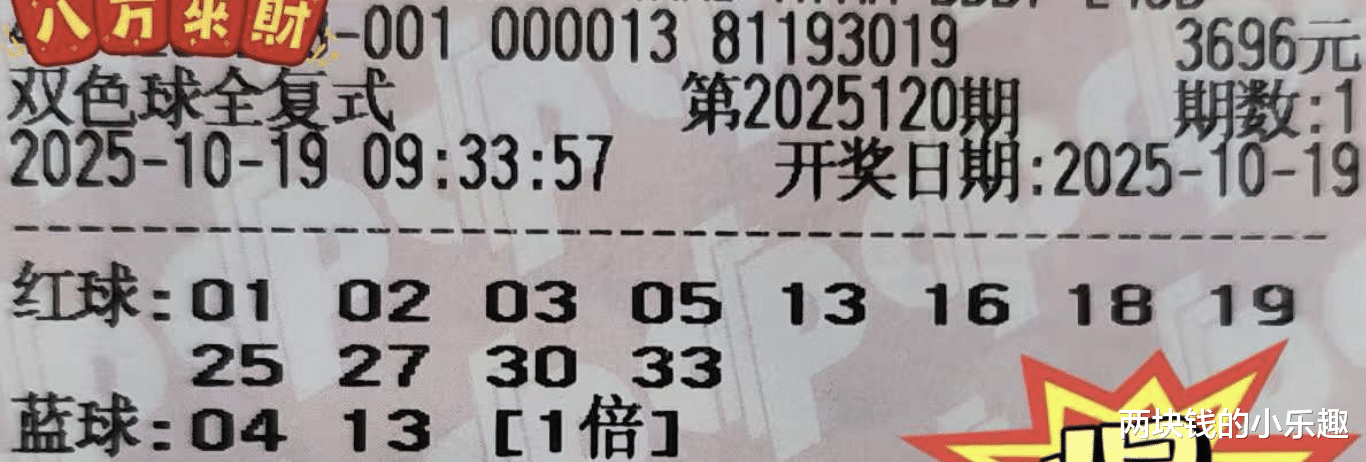 八方來財
-001 000013 81193019 3696元
双色球全复式 第2025120期 期数:1
2025-10-19 09:33:57 开奖日期:2025-10-19
红球:01 02 03 05 13 16 18 19
25 27 30 33
蓝球:04 13 [1倍]
两块钱的小乐趣